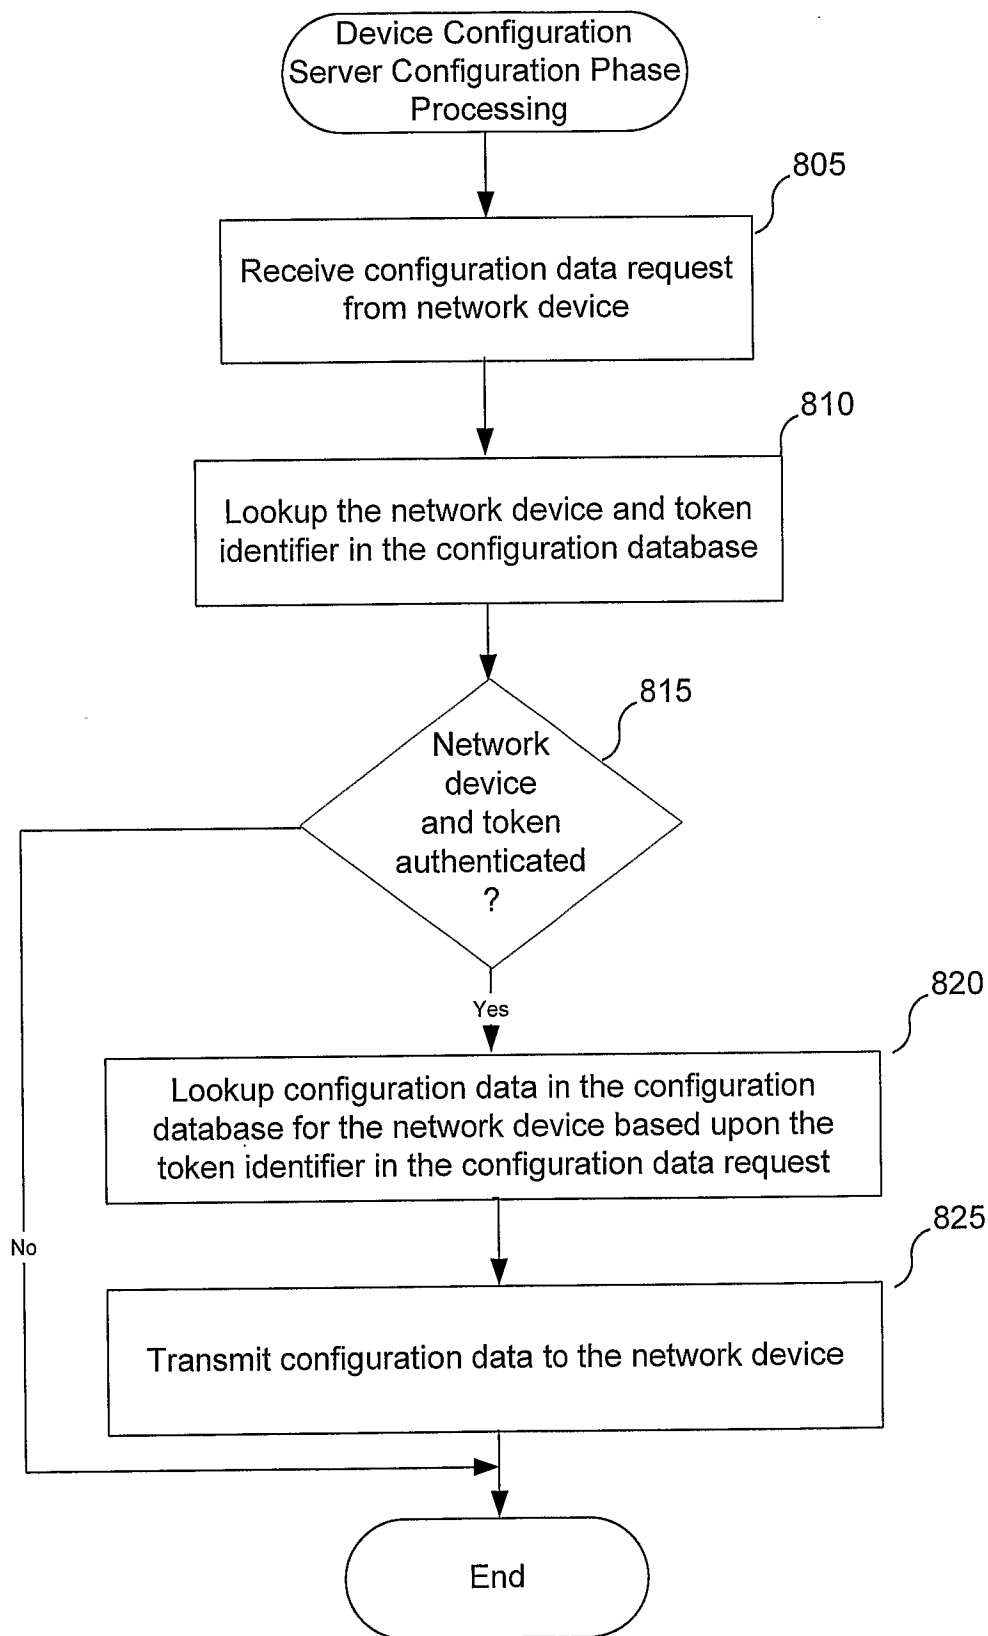 Device Configuration
Server Configuration Phase
Processing
805
Receive configuration data request
from network device
810
Lookup the network device and token
identifier in the configuration database
815
Network
device
and token
authenticated
?
Yes
820
Lookup configuration data in the configuration
database for the network device based upon the
token identifier in the configuration data request
No
825
Transmit configuration data to the network device
End